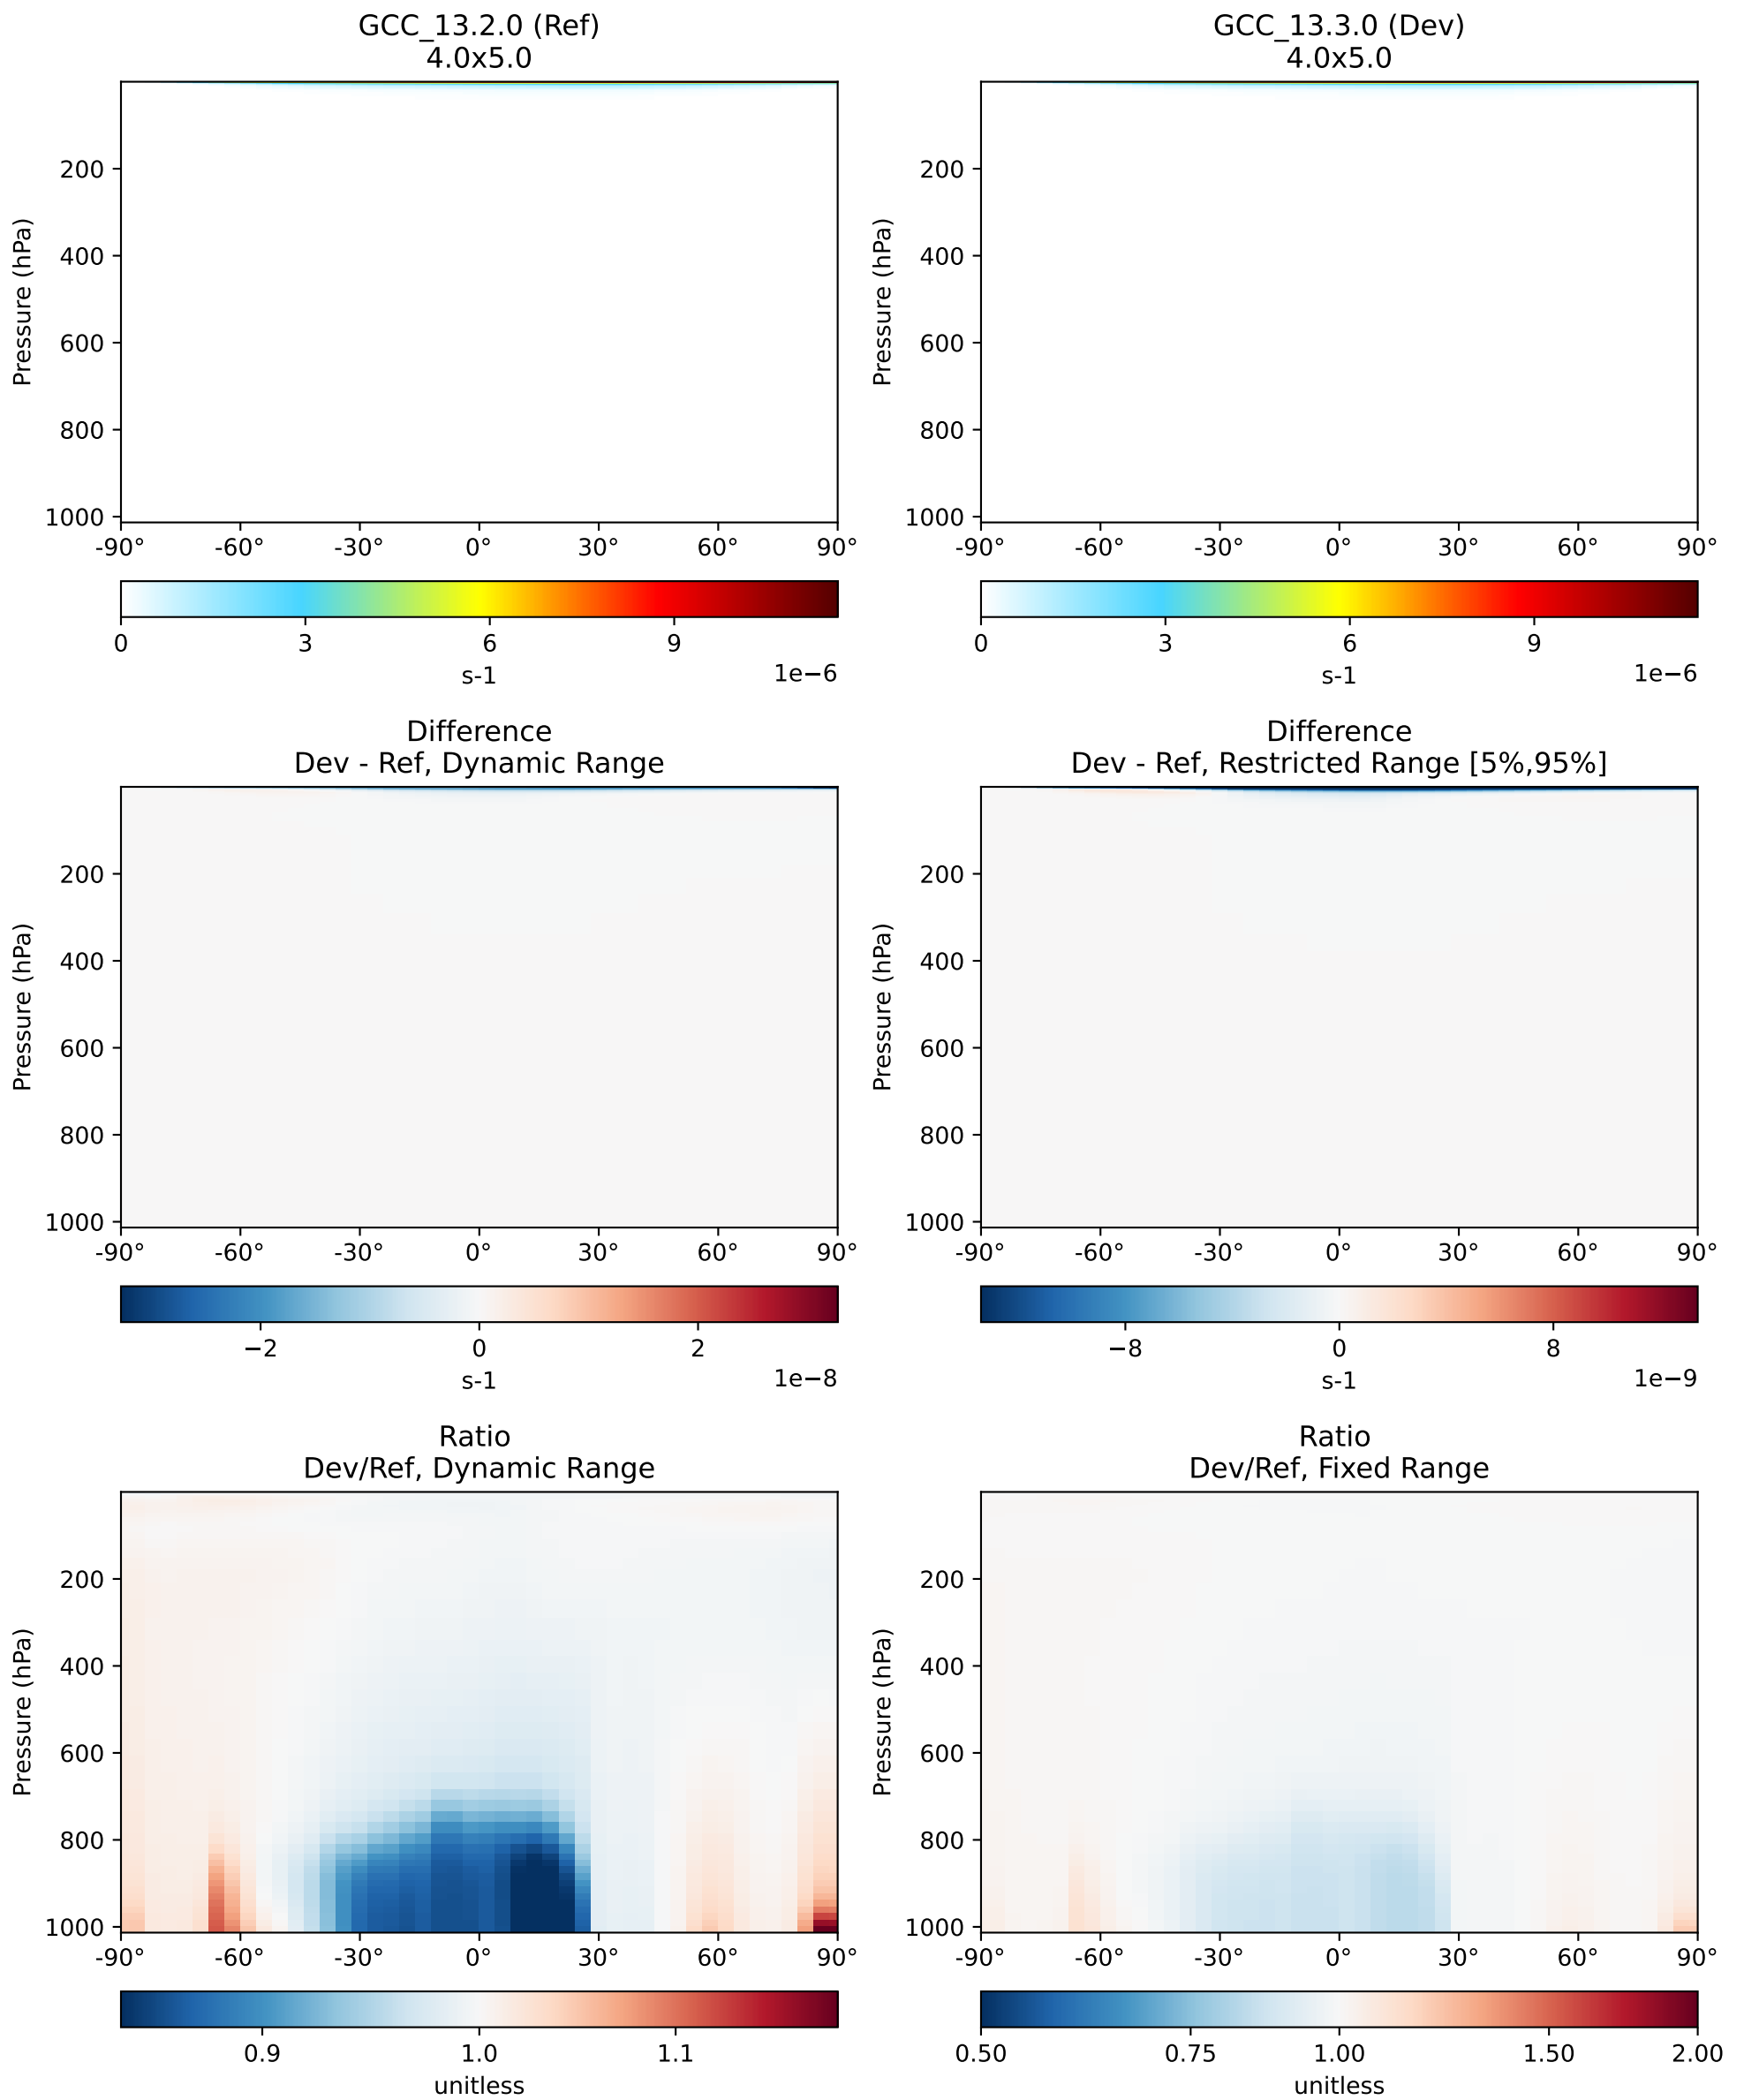 GCC_13.2.0 (Ref)
4.0x5.0
Pressure (hPa)
200
400
600
800
1000
-90° -60° -30° 0° 30° 60° 90°
0 3 6 9
s-1 1e−6
GCC_13.3.0 (Dev)
4.0x5.0
Pressure (hPa)
200
400
600
800
1000
-90° -60° -30° 0° 30° 60° 90°
0 3 6 9
s-1 1e−6
Difference
Dev - Ref, Dynamic Range
Pressure (hPa)
200
400
600
800
1000
-90° -60° -30° 0° 30° 60° 90°
−2 0 2
s-1 1e−8
Difference
Dev - Ref, Restricted Range [5%,95%]
Pressure (hPa)
200
400
600
800
1000
-90° -60° -30° 0° 30° 60° 90°
−8 0 8
s-1 1e−9
Ratio
Dev/Ref, Dynamic Range
Pressure (hPa)
200
400
600
800
1000
-90° -60° -30° 0° 30° 60° 90°
0.9 1.0 1.1
unitless
Ratio
Dev/Ref, Fixed Range
Pressure (hPa)
200
400
600
800
1000
-90° -60° -30° 0° 30° 60° 90°
0.50 0.75 1.00 1.50 2.00
unitless